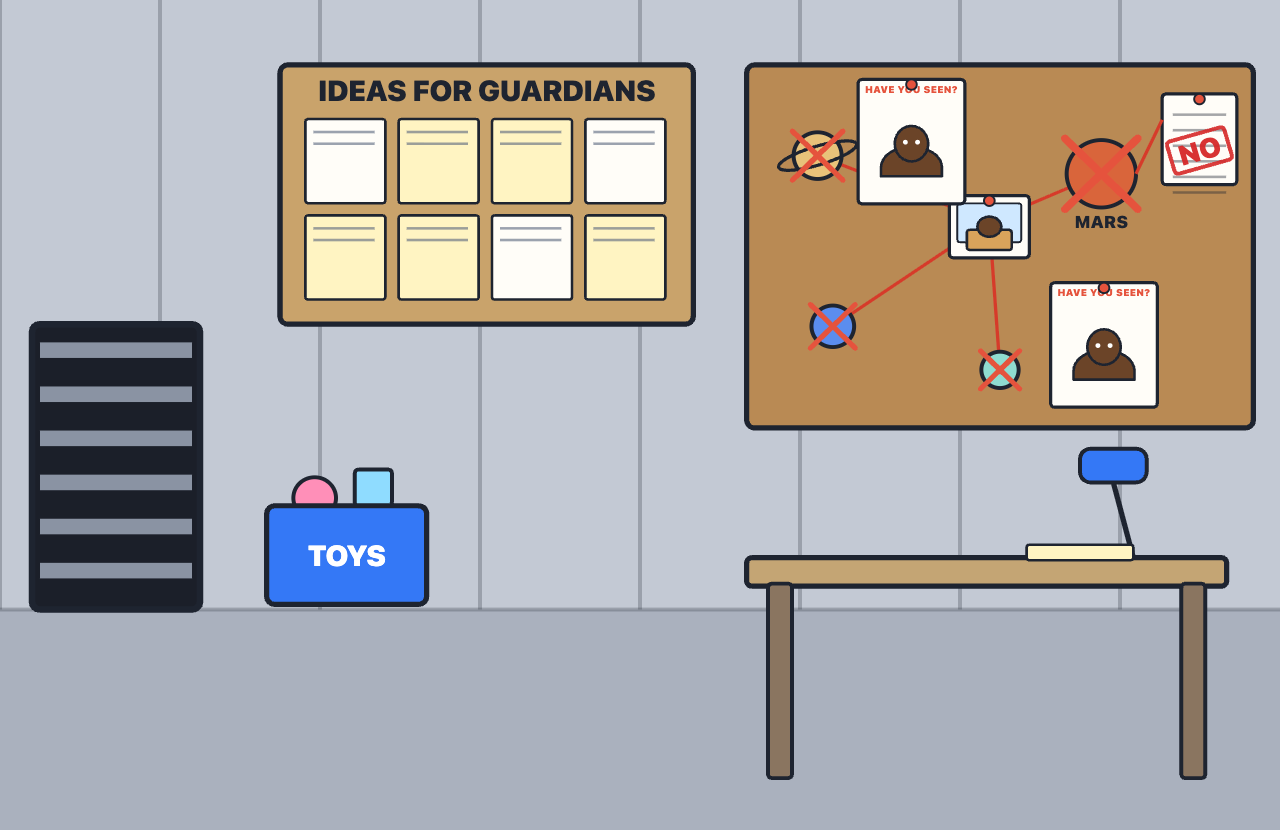 IDEAS FOR GUARDIANS
HAVE YOU SEEN?
NO
MARS
HAVE YOU SEEN?
TOYS